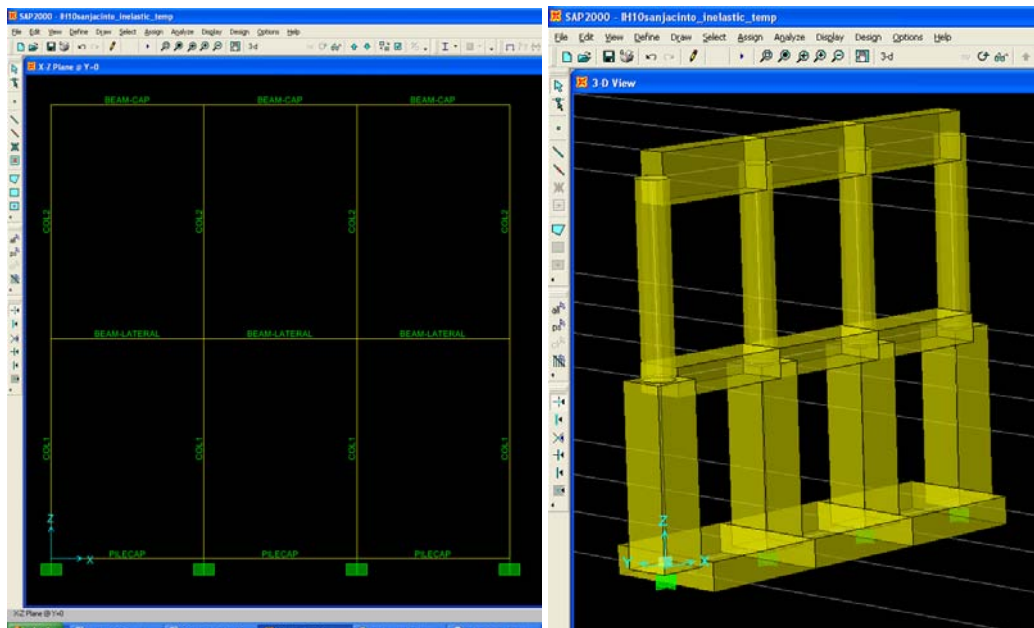 SAP2000 - IH10sanjacinto_inelastic_temp
File Edit View Define Draw Select Assign Analyze Display Design Options Help
3-d
X-Z Plane @ Y=0
BEAM-CAP BEAM-CAP BEAM-CAP
COL2 COL2 COL2 COL2
BEAM-LATERAL BEAM-LATERAL BEAM-LATERAL
COL1 COL1 COL1 COL1
Z
X
PILECAP PILECAP PILECAP
X-Z Plane @ Y=0
SAP2000 - IH10sanjacinto_inelastic_temp
File Edit View Define Draw Select Assign Analyze Display Design Options Help
3-d
3-D View
all
ps
Z
Y X